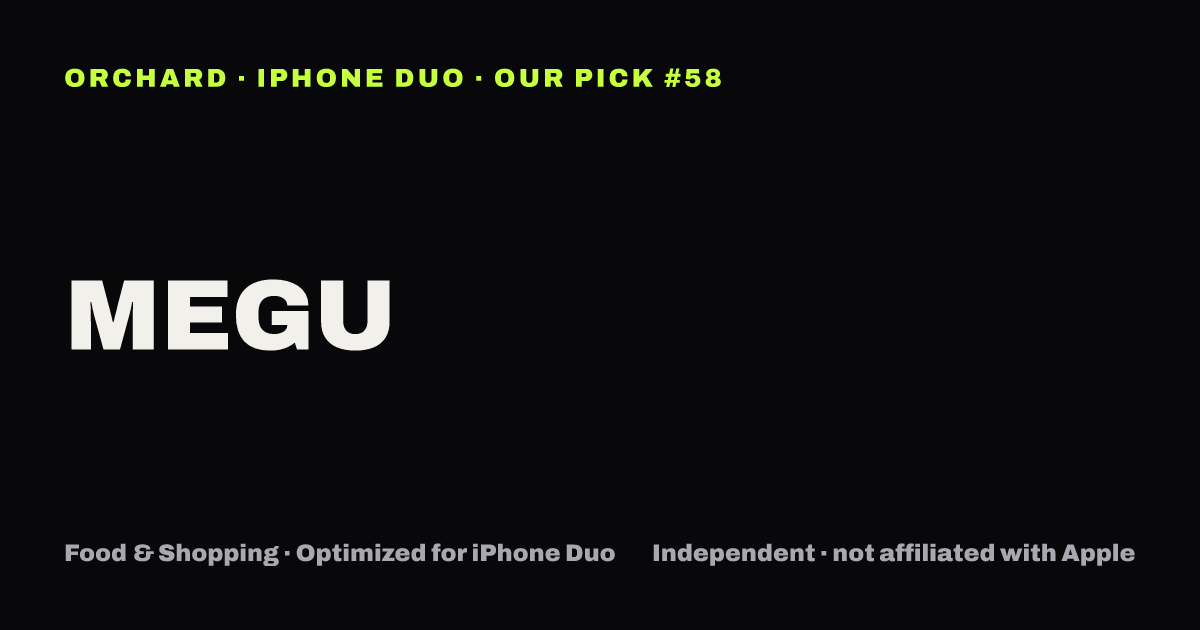 ORCHARD · IPHONE DUO · OUR PICK #58
MEGU
Food & Shopping · Optimized for iPhone Duo
Independent · not affiliated with Apple